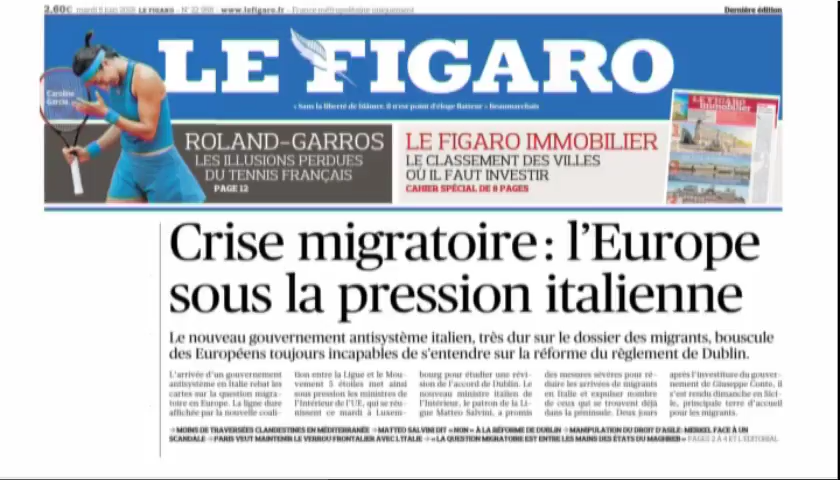 2,60€ mardi 5 juin 2018 LE FIGARO - N° 22 - www.lefigaro.fr - France métropolitaine uniquement
Dernière édition
LE FIGARO
« Sans la liberté de blâmer, il n'est point d'éloge flatteur » Beaumarchais
Caroline
Garcia.
ROLAND-GARROS
LES ILLUSIONS PERDUES
DU TENNIS FRANÇAIS
PAGE 12
LE FIGARO IMMOBILIER
LE CLASSEMENT DES VILLES
OÙ IL FAUT INVESTIR
CAHIER SPÉCIAL DE 8 PAGES
LE FIGARO
immobilier
Crise migratoire : l'Europe
sous la pression italienne
Le nouveau gouvernement antisystème italien, très dur sur le dossier des migrants, bouscule
des Européens toujours incapables de s'entendre sur la réforme du règlement de Dublin.
L'arrivée d'un gouvernement
antisystème en Italie rebat les
cartes sur la question migra-
toire en Europe. La ligne dure
affichée par la nouvelle coali-
tion entre la Ligue et le Mou-
vement 5 étoiles met ainsi
sous pression les ministres de
l'Intérieur de l'UE, qui se réu-
nissent ce mardi à Luxem-
bourg pour étudier une révi-
sion de l'accord de Dublin. Le
nouveau ministre italien de
l'Intérieur, le patron de la Li-
gue Matteo Salvini, a promis
des mesures sévères pour ré-
duire les arrivées de migrants
en Italie et expulser nombre
de ceux qui se trouvent déjà
dans la péninsule. Deux jours
après l'investiture du gouver-
nement de Giuseppe Conte, il
s'est rendu dimanche en Sici-
le, principale terre d'accueil
pour les migrants.
→ MOINS DE TRAVERSÉES CLANDESTINES EN MÉDITERRANÉE → MATTEO SALVINI DIT « NON » À LA RÉFORME DE DUBLIN → MANIPULATION DU DROIT D'ASILE: MERKEL FACE À UN
SCANDALE → PARIS VEUT MAINTENIR LE VERROU FRONTALIER AVEC L'ITALIE → « LA QUESTION MIGRATOIRE EST ENTRE LES MAINS DES ÉTATS DU MAGHREB » PAGES 2 À 4 ET L'ÉDITORIAL